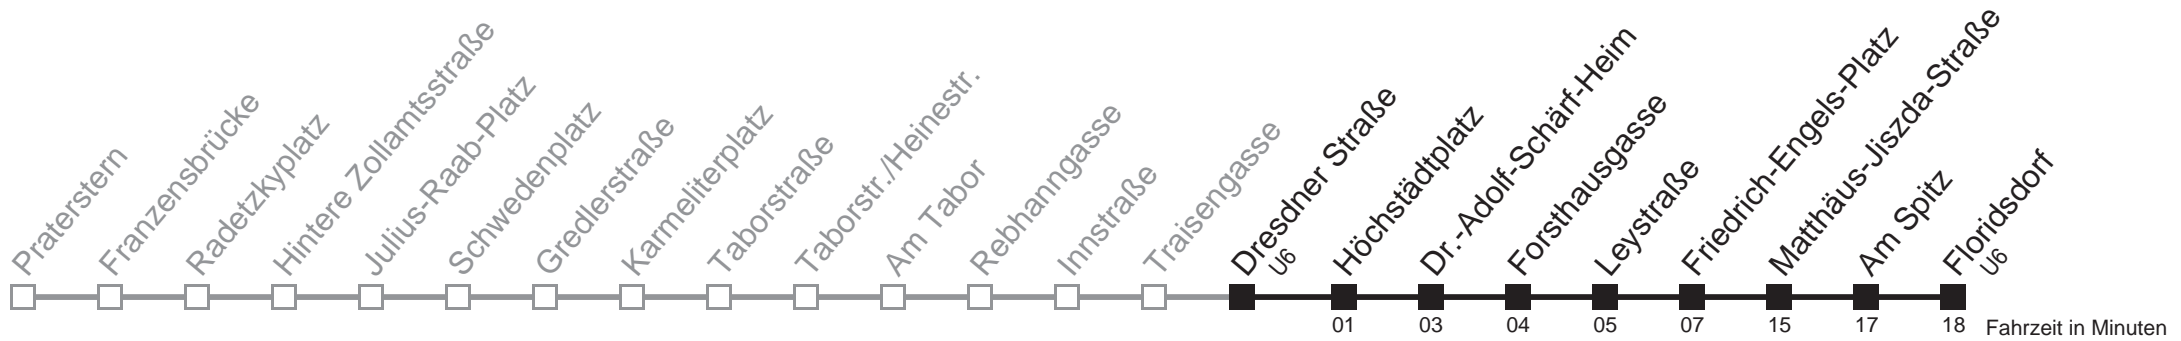 Praterstern
Franzensbrücke
Radetzkyplatz
Hintere Zollamtsstraße
Julius-Raab-Platz
Schwedenplatz
Gredlerstraße
Karmeliterplatz
Taborstraße
Taborstr./Heinestr.
Am Tabor
Rebhanngasse
Innstraße
Traisengasse
Dresdner Straße
U6
Höchstädtplatz
Dr.-Adolf-Schärf-Heim
Forsthausgasse
Leystraße
Friedrich-Engels-Platz
Matthäus-Jiszda-Straße
Am Spitz
Floridsdorf
U6
01 03 04 05 07 15 17 18 Fahrzeit in Minuten